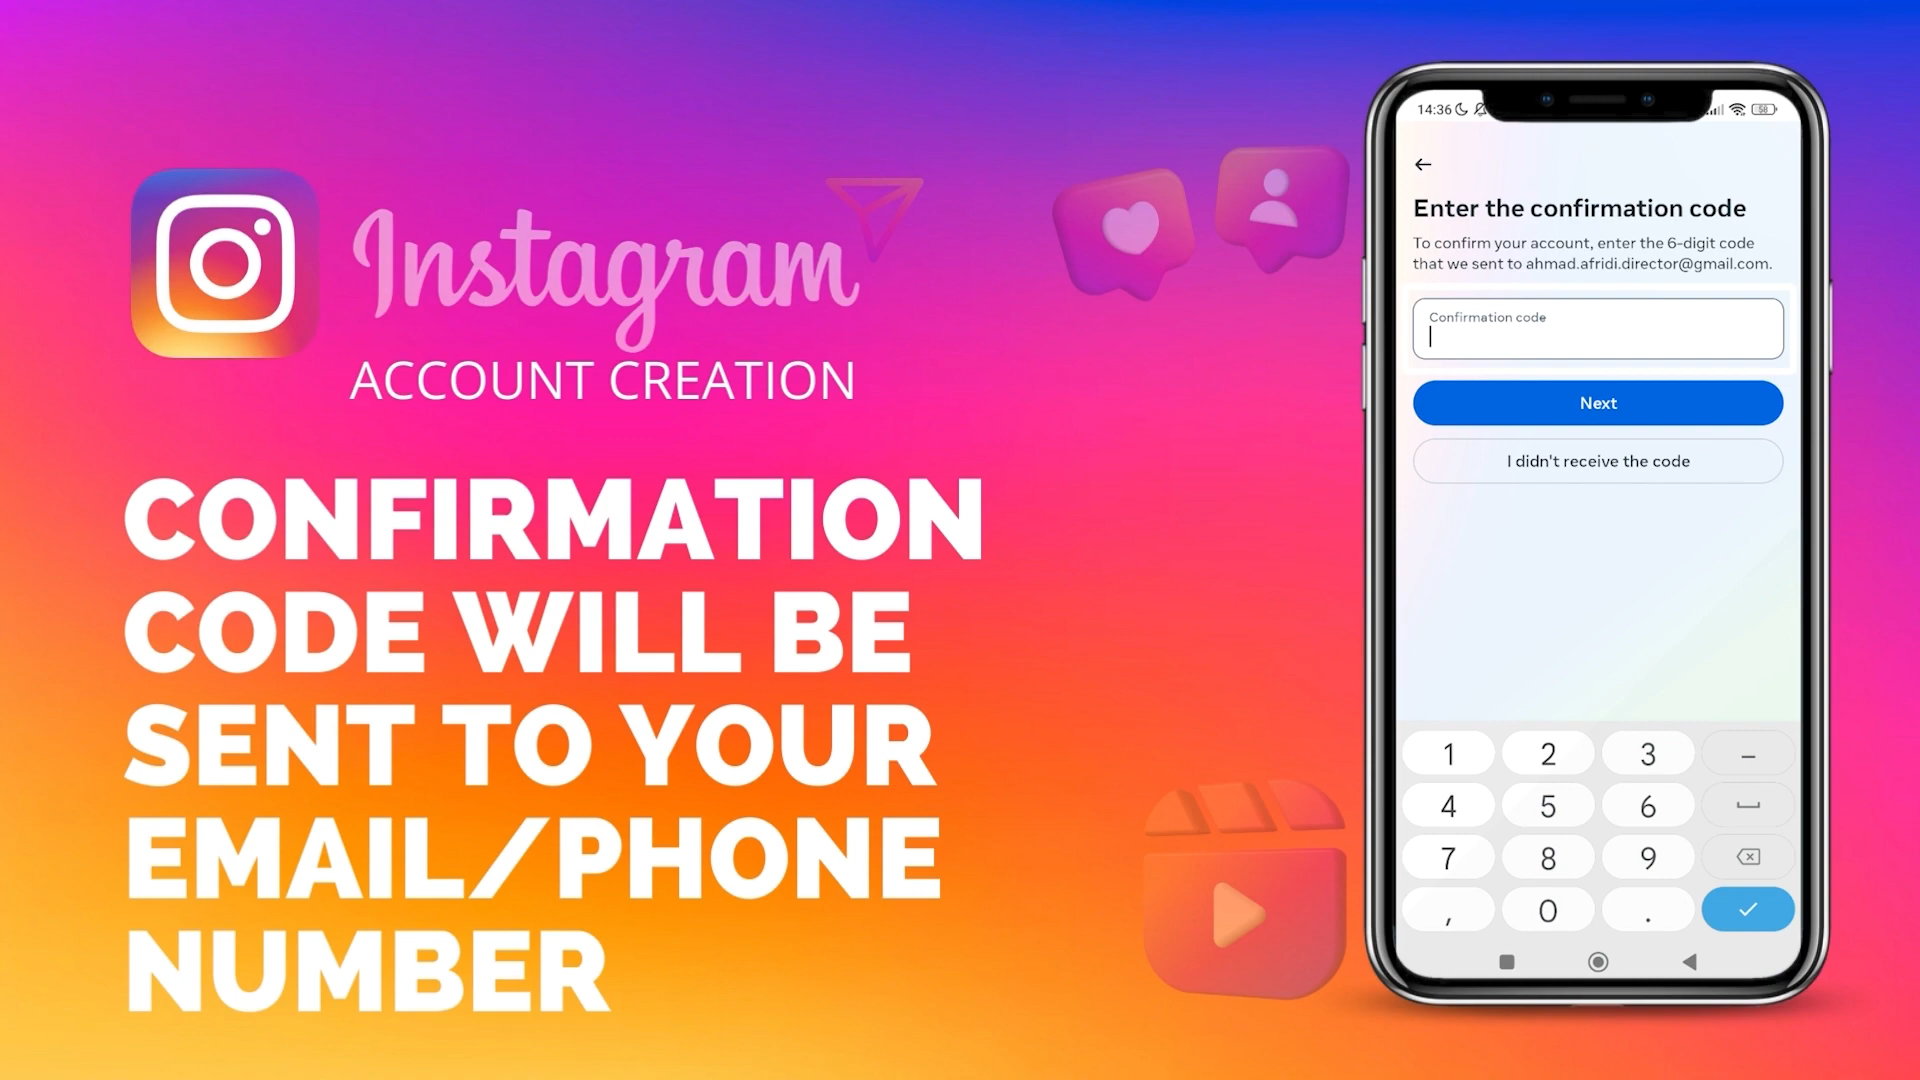 Instagram
ACCOUNT CREATION
CONFIRMATION
CODE WILL BE
SENT TO YOUR
EMAIL/PHONE
NUMBER
14:36
58
Enter the confirmation code
To confirm your account, enter the 6-digit code
that we sent to ahmad.afridi.director@gmail.com.
Confirmation code
Next
I didn't receive the code
1 2 3 –
4 5 6
7 8 9
, 0 .